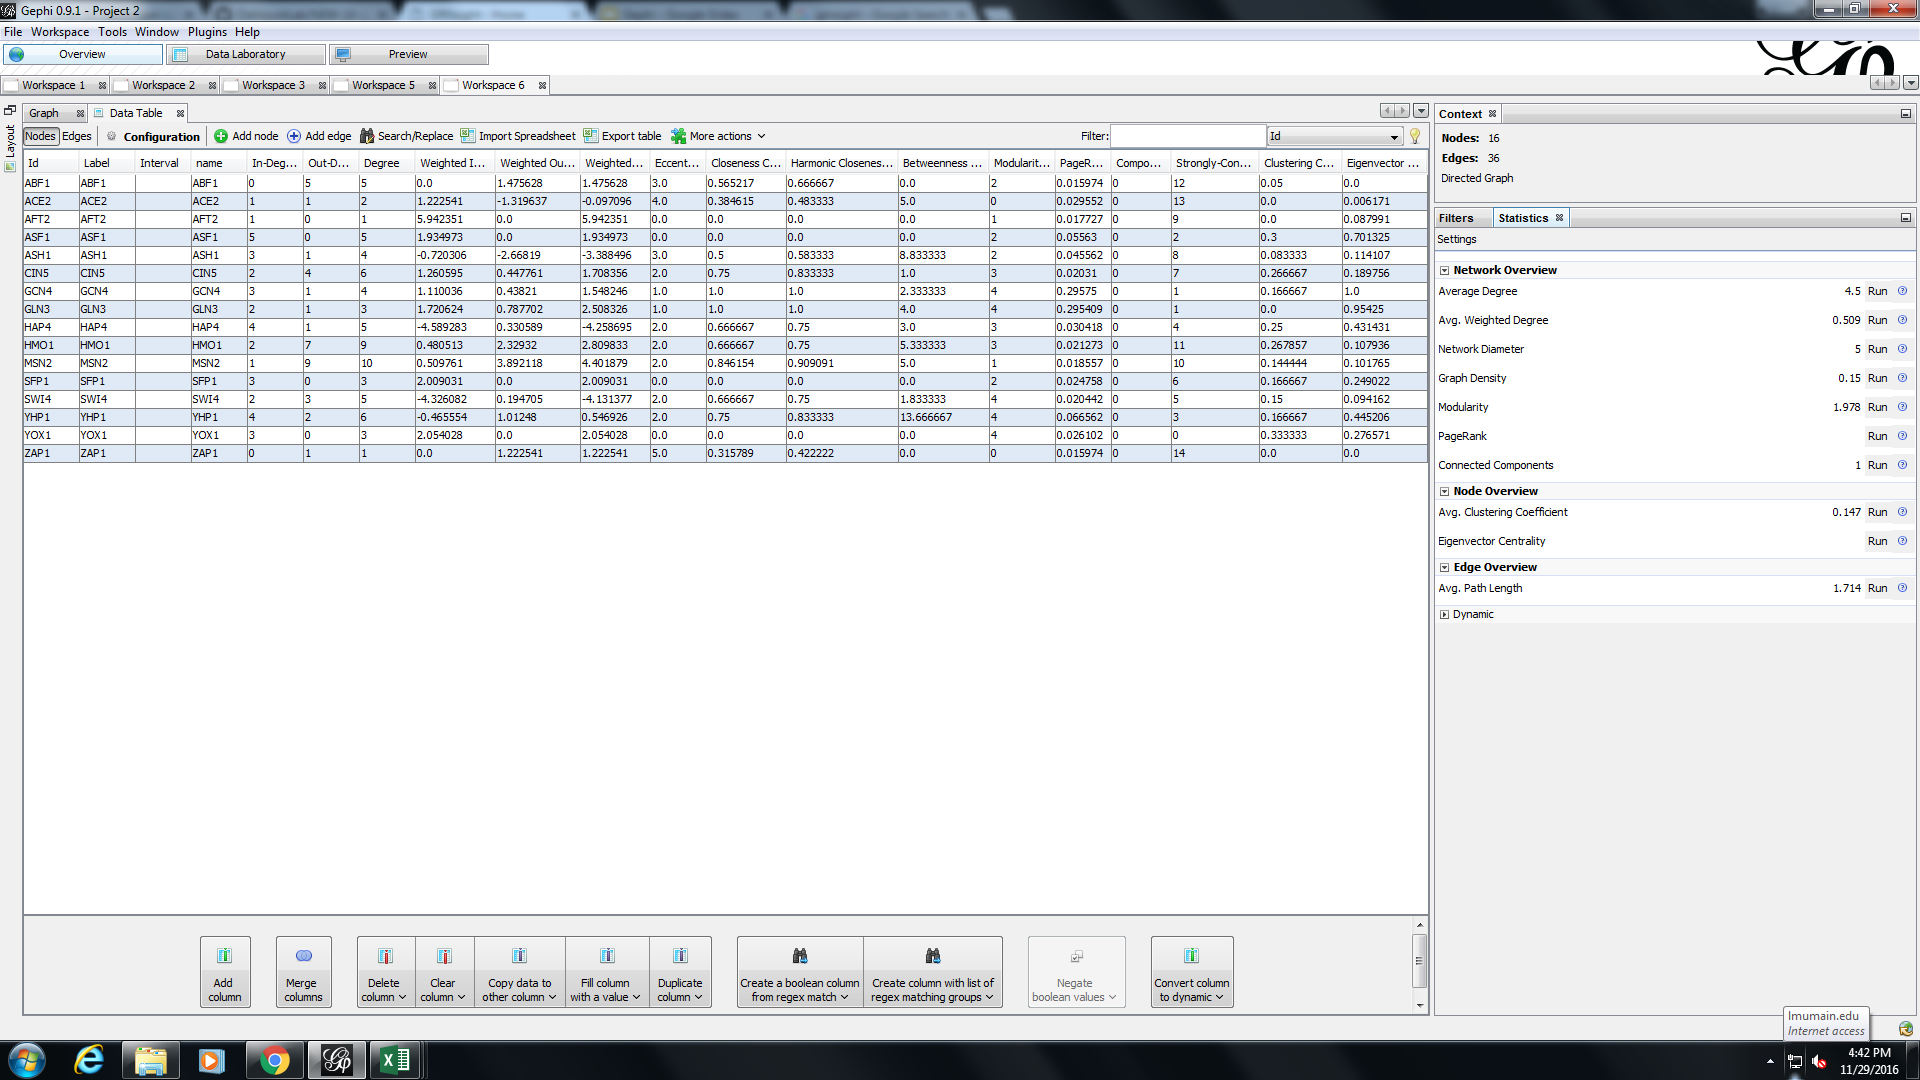 Gephi 0.9.1 - Project 2
File Workspace Tools Window Plugins Help
Overview Data Laboratory Preview
Workspace 1 Workspace 2 Workspace 3 Workspace 5 Workspace 6
Layout
Graph Data Table
Nodes Edges Configuration Add node Add edge Search/Replace Import Spreadsheet Export table More actions Filter: Id
Id Label Interval name In-Deg... Out-D... Degree Weighted I... Weighted Ou... Weighted... Eccent... Closeness C... Harmonic Closenes... Betweenness ... Modularit... PageR... Compo... Strongly-Con... Clustering C... Eigenvector ...
ABF1 ABF1 ABF1 0 5 5 0.0 1.475628 1.475628 3.0 0.565217 0.666667 0.0 2 0.015974 0 12 0.05 0.0
ACE2 ACE2 ACE2 1 1 2 1.222541 -1.319637 -0.097096 4.0 0.384615 0.483333 5.0 0 0.029552 0 13 0.0 0.006171
AFT2 AFT2 AFT2 1 0 1 5.942351 0.0 5.942351 0.0 0.0 0.0 0.0 1 0.017727 0 9 0.0 0.087991
ASF1 ASF1 ASF1 5 0 5 1.934973 0.0 1.934973 0.0 0.0 0.0 0.0 2 0.05563 0 2 0.3 0.701325
ASH1 ASH1 ASH1 3 1 4 -0.720306 -2.66819 -3.388496 3.0 0.5 0.583333 8.833333 2 0.045562 0 8 0.083333 0.114107
CIN5 CIN5 CIN5 2 4 6 1.260595 0.447761 1.708356 2.0 0.75 0.833333 1.0 3 0.02031 0 7 0.266667 0.189756
GCN4 GCN4 GCN4 3 1 4 1.110036 0.43821 1.548246 1.0 1.0 1.0 2.333333 4 0.29575 0 1 0.166667 1.0
GLN3 GLN3 GLN3 2 1 3 1.720624 0.787702 2.508326 1.0 1.0 1.0 4.0 4 0.295409 0 1 0.0 0.95425
HAP4 HAP4 HAP4 4 1 5 -4.589283 0.330589 -4.258695 2.0 0.666667 0.75 3.0 3 0.030418 0 4 0.25 0.431431
HMO1 HMO1 HMO1 2 7 9 0.480513 2.32932 2.809833 2.0 0.666667 0.75 5.333333 3 0.021273 0 11 0.267857 0.107936
MSN2 MSN2 MSN2 1 9 10 0.509761 3.892118 4.401879 2.0 0.846154 0.909091 5.0 1 0.018557 0 10 0.144444 0.101765
SFP1 SFP1 SFP1 3 0 3 2.009031 0.0 2.009031 0.0 0.0 0.0 0.0 2 0.024758 0 6 0.166667 0.249022
SWI4 SWI4 SWI4 2 3 5 -4.326082 0.194705 -4.131377 2.0 0.666667 0.75 1.833333 4 0.020442 0 5 0.15 0.094162
YHP1 YHP1 YHP1 4 2 6 -0.465554 1.01248 0.546926 2.0 0.75 0.833333 13.666667 4 0.066562 0 3 0.166667 0.445206
YOX1 YOX1 YOX1 3 0 3 2.054028 0.0 2.054028 0.0 0.0 0.0 0.0 4 0.026102 0 0 0.333333 0.276571
ZAP1 ZAP1 ZAP1 0 1 1 0.0 1.222541 1.222541 5.0 0.315789 0.422222 0.0 0 0.015974 0 14 0.0 0.0
Add column
Merge columns
Delete column
Clear column
Copy data to other column
Fill column with a value
Duplicate column
Create a boolean column from regex match
Create column with list of regex matching groups
Negate boolean values
Convert column to dynamic
Context
Nodes: 16
Edges: 36
Directed Graph
Filters Statistics
Settings
Network Overview
Average Degree 4.5 Run
Avg. Weighted Degree 0.509 Run
Network Diameter 5 Run
Graph Density 0.15 Run
Modularity 1.978 Run
PageRank Run
Connected Components 1 Run
Node Overview
Avg. Clustering Coefficient 0.147 Run
Eigenvector Centrality Run
Edge Overview
Avg. Path Length 1.714 Run
Dynamic
lmumain.edu
Internet access
4:42 PM
11/29/2016